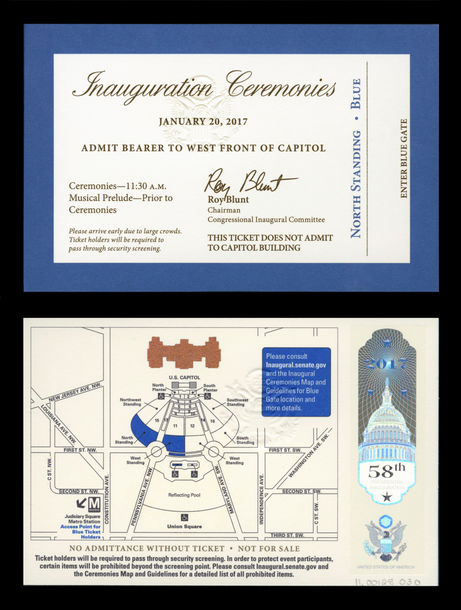 Inauguration Ceremonies
JANUARY 20, 2017
ADMIT BEARER TO WEST FRONT OF CAPITOL
Ceremonies—11:30 A.M.
Musical Prelude—Prior to
Ceremonies
Please arrive early due to large crowds.
Ticket holders will be required to
pass through security screening.
Roy Blunt
Roy Blunt
Chairman
Congressional Inaugural Committee
THIS TICKET DOES NOT ADMIT
TO CAPITOL BUILDING
NORTH STANDING • BLUE
ENTER BLUE GATE
U.S. CAPITOL
North
Planter
South
Planter
Northwest
Standing
Southwest
Standing
North
Standing
South
Standing
West
Standing
West
Standing
Please consult
Inaugural.senate.gov
and the Inaugural
Ceremonies Map and
Guidelines for Blue
Gate location and
more details.
NEW JERSEY AVE. NW.
LOUISIANA AVE. NW.
FIRST ST. NW.
FIRST ST. SW.
C ST. NW.
SECOND ST. NW.
SECOND ST. SW.
CONSTITUTION AVE.
PENNSYLVANIA AVE. NW.
MARYLAND AVE. SW.
INDEPENDENCE AVE.
WASHINGTON AVE. SW.
C ST. SW.
THIRD ST. SW.
Reflecting Pool
Union Square
M
Judiciary Square
Metro Station
Access Point for
Blue Ticket
Holders
NO ADMITTANCE WITHOUT TICKET • NOT FOR SALE
Ticket holders will be required to pass through security screening. In order to protect event participants,
certain items will be prohibited beyond the screening point. Please consult Inaugural.senate.gov and
the Ceremonies Map and Guidelines for a detailed list of all prohibited items.
2017
58th
UNITED STATES OF AMERICA